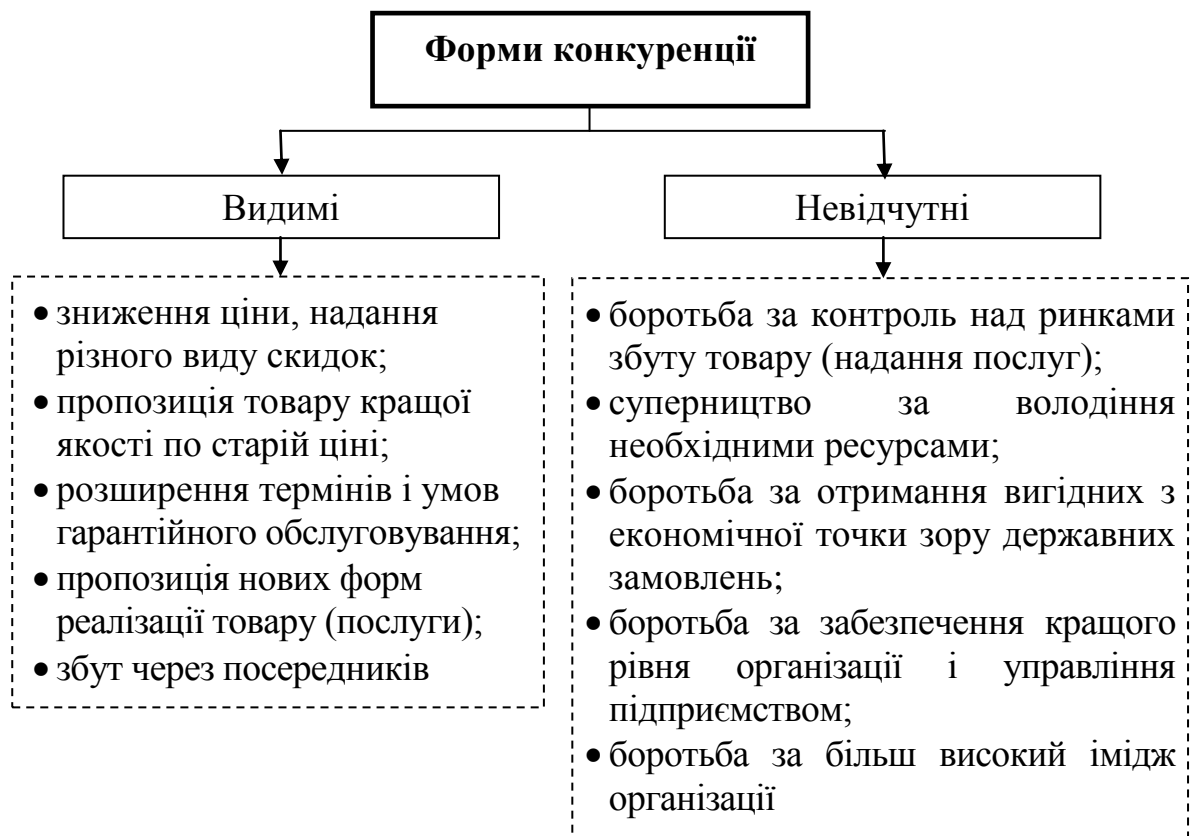 Форми конкуренції
Видимі
• зниження ціни, надання
різного виду скидок;
• пропозиція товару кращої
якості по старій ціні;
• розширення термінів і умов
гарантійного обслуговування;
• пропозиція нових форм
реалізації товару (послуги);
• збут через посередників
Невідчутні
• боротьба за контроль над ринками
збуту товару (надання послуг);
• суперництво за володіння
необхідними ресурсами;
• боротьба за отримання вигідних з
економічної точки зору державних
замовлень;
• боротьба за забезпечення кращого
рівня організації і управління
підприємством;
• боротьба за більш високий імідж
організації